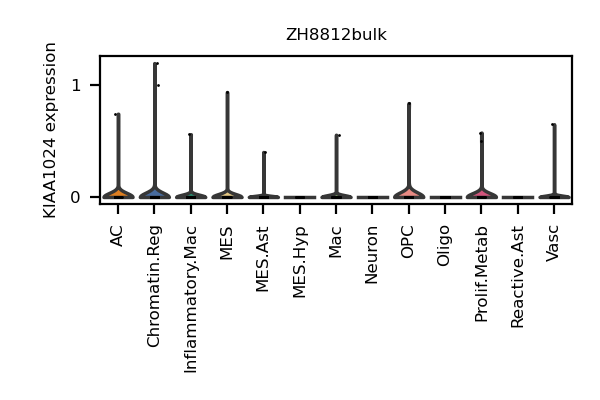 ZH8812bulk
KIAA1024 expression
1
0
AC
Chromatin.Reg
Inflammatory.Mac
MES
MES.Ast
MES.Hyp
Mac
Neuron
OPC
Oligo
Prolif.Metab
Reactive.Ast
Vasc